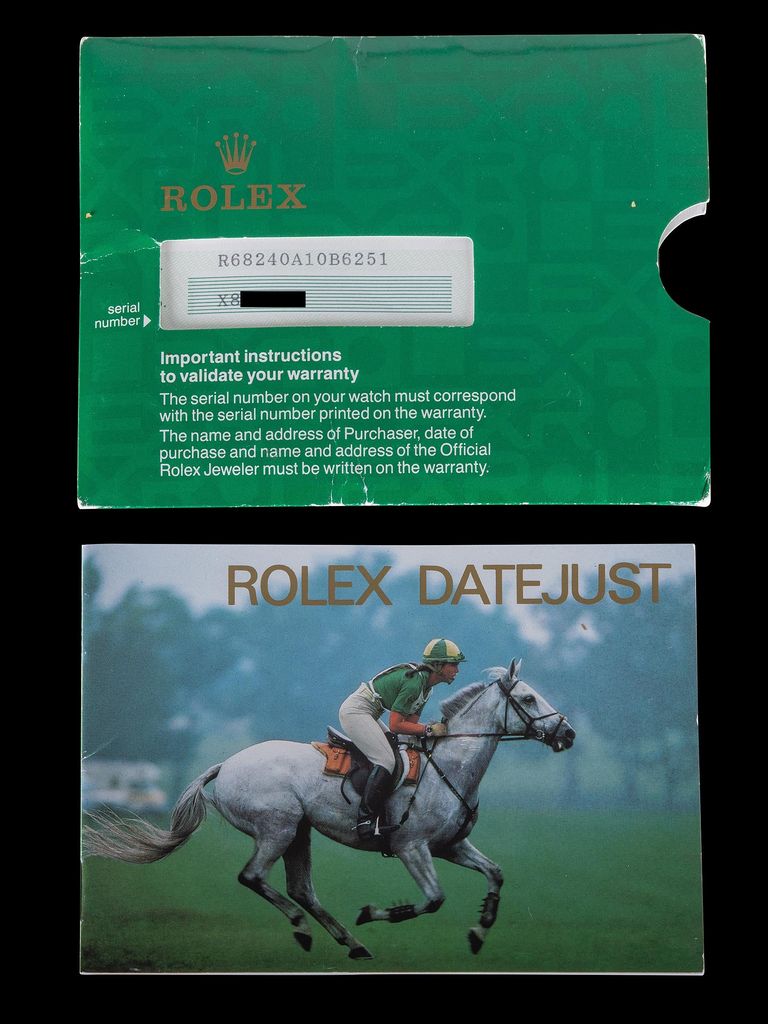 ROLEX
R68240A10B6251
X8
serial
number
Important instructions
to validate your warranty
The serial number on your watch must correspond
with the serial number printed on the warranty.
The name and address of Purchaser, date of
purchase and name and address of the Official
Rolex Jeweler must be written on the warranty.
ROLEX DATEJUST